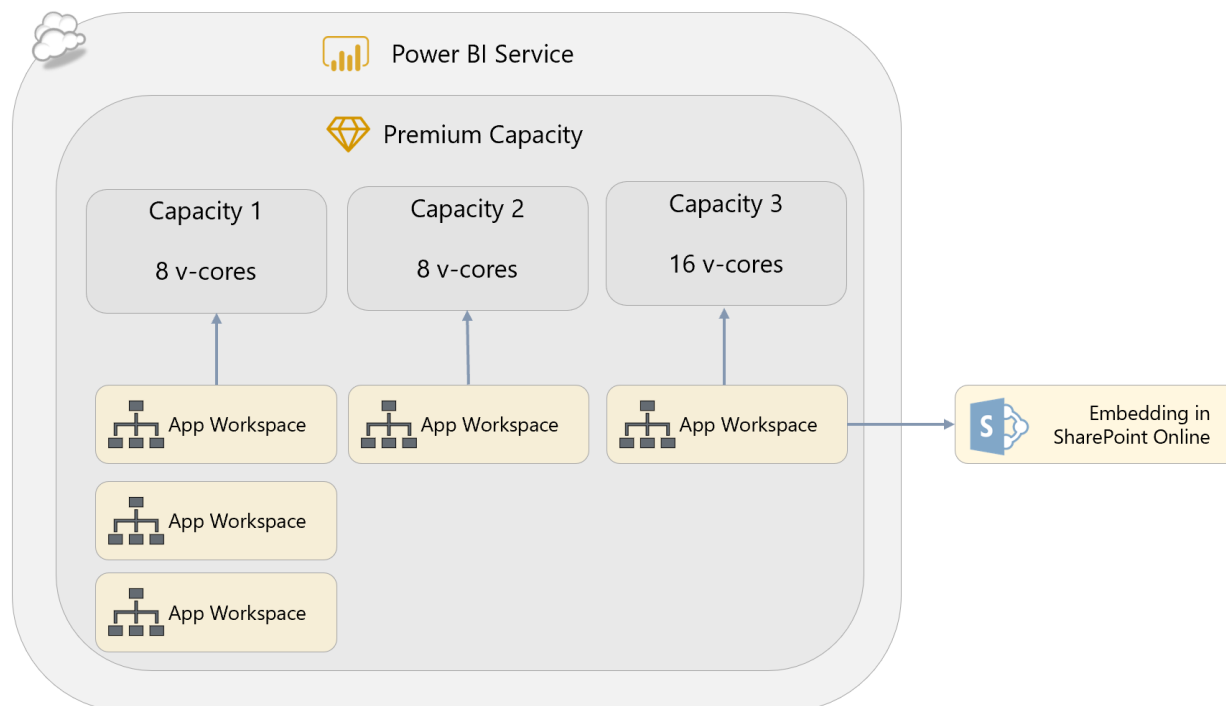 Power BI Service
Premium Capacity
Capacity 1
8 v-cores
Capacity 2
8 v-cores
Capacity 3
16 v-cores
App Workspace
App Workspace
App Workspace
S
Embedding in
SharePoint Online
App Workspace
App Workspace